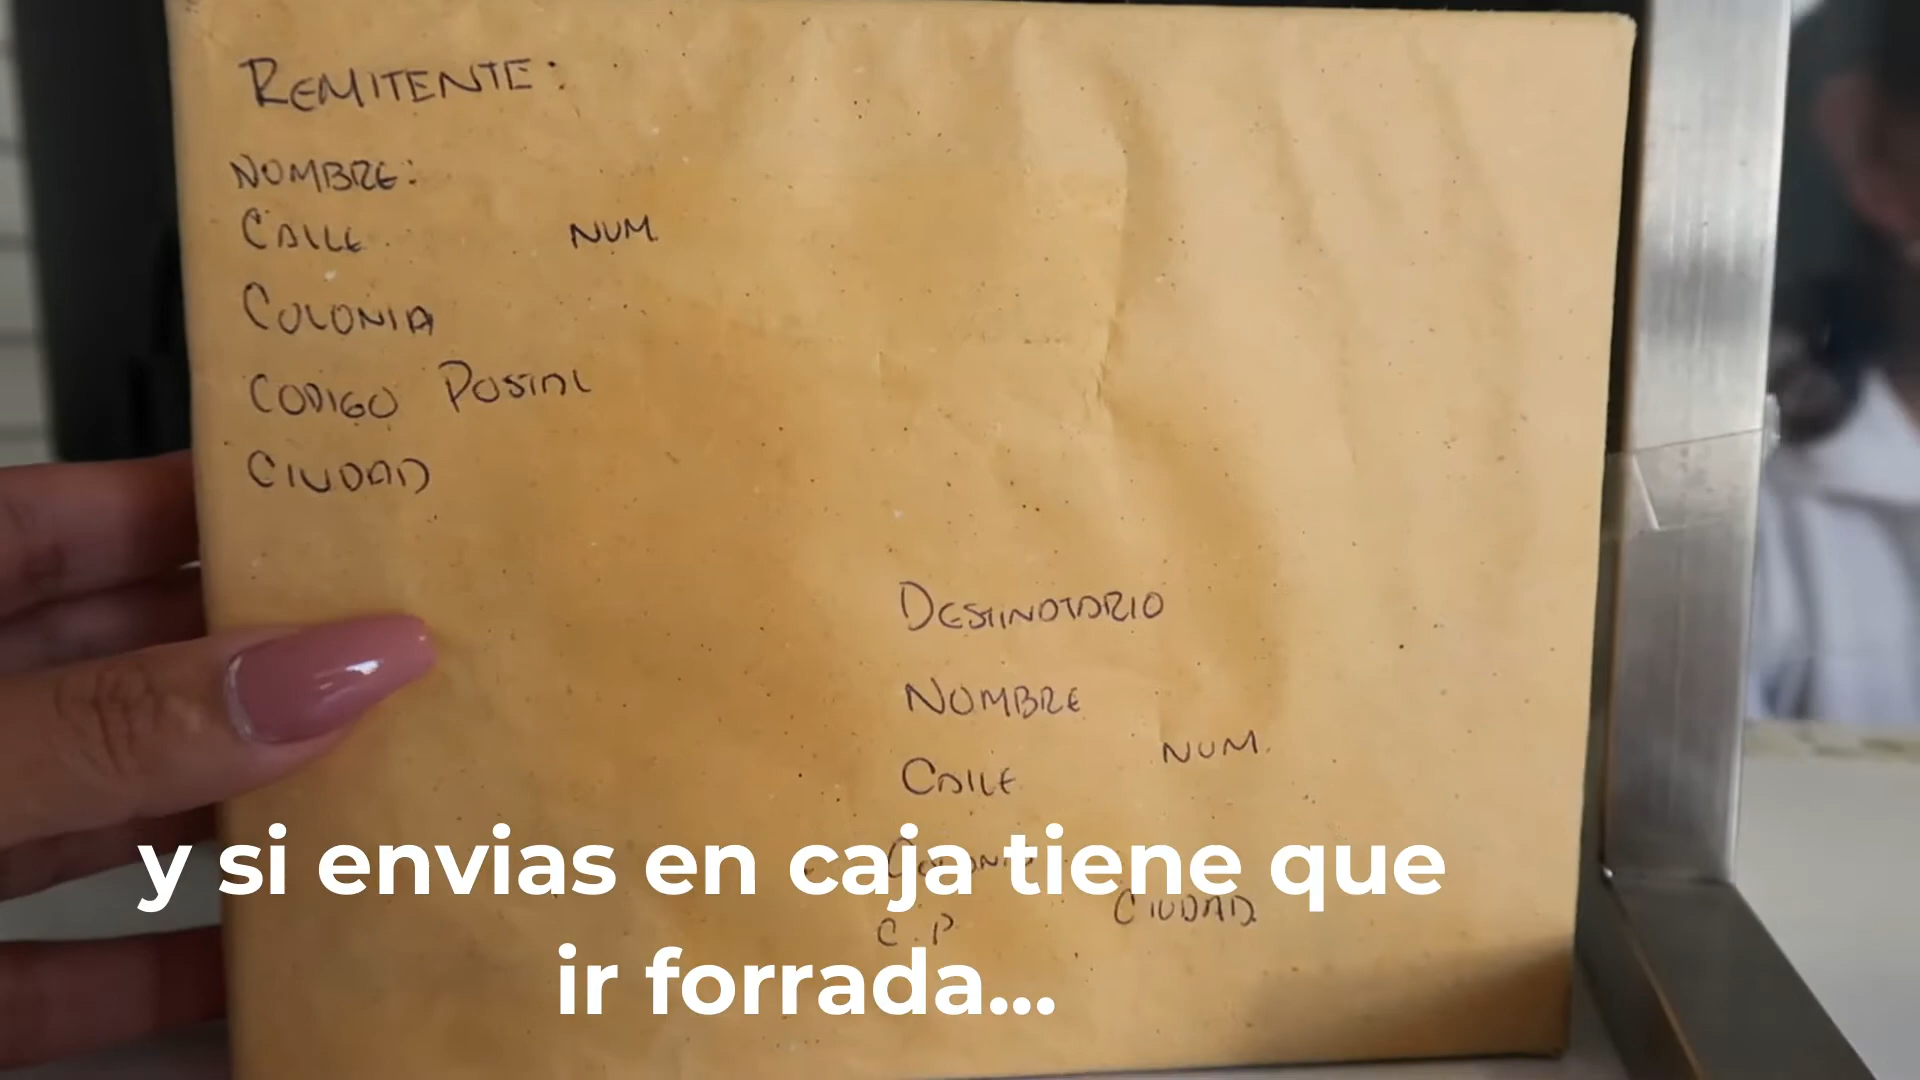 REMITENTE:
NOMBRE:
CALLE NUM.
COLONIA
CODIGO POSTAL
CIUDAD
DESTINATARIO
NOMBRE
CALLE NUM.
COLONIA
C.P CIUDAD
y si envias en caja tiene que
ir forrada...